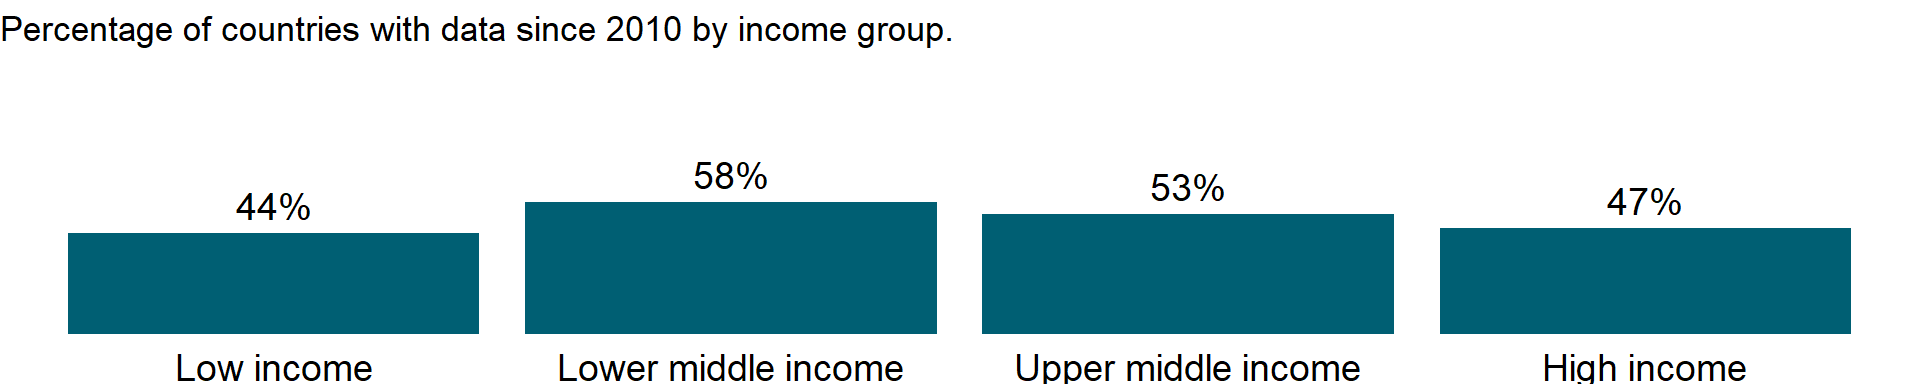 Percentage of countries with data since 2010 by income group.
44%
58%
53%
47%
Low income
Lower middle income
Upper middle income
High income